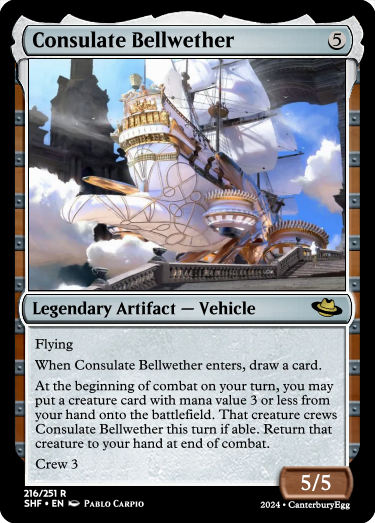 Consulate Bellwether 5
Legendary Artifact — Vehicle
Flying
When Consulate Bellwether enters, draw a card.
At the beginning of combat on your turn, you may
put a creature card with mana value 3 or less from
your hand onto the battlefield. That creature crews
Consulate Bellwether this turn if able. Return that
creature to your hand at end of combat.
Crew 3
5/5
216/251 R
SHF • EN Pablo Carpio
2024 • CanterburyEgg